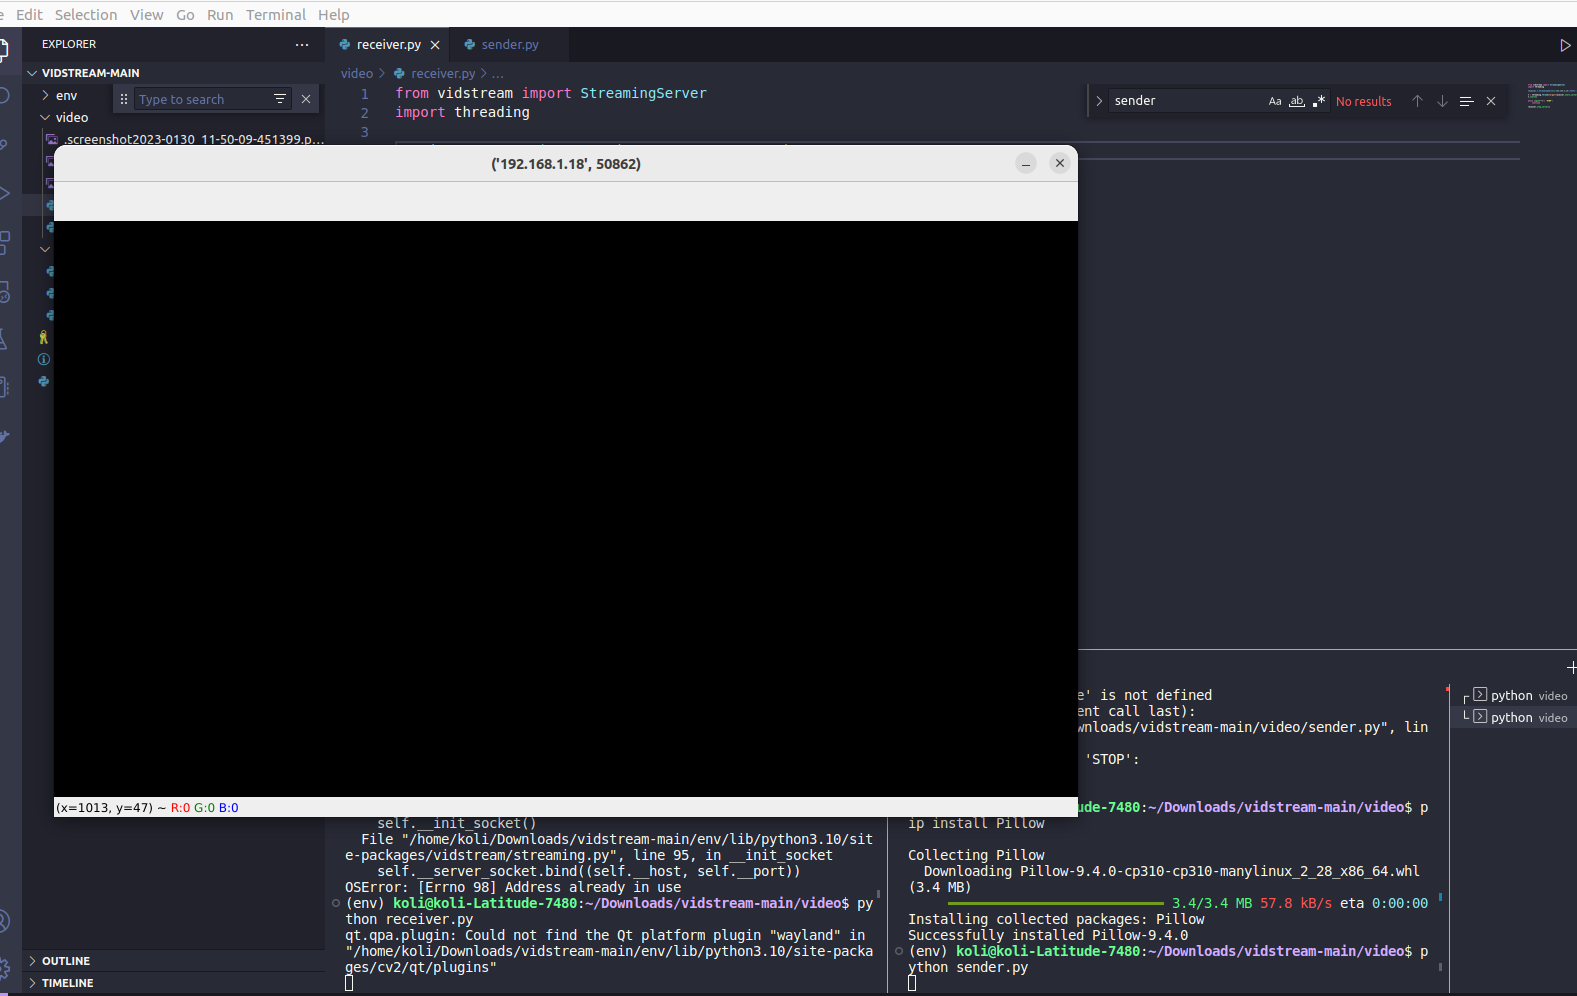 Edit Selection View Go Run Terminal Help
EXPLORER
receiver.py
sender.py
VIDSTREAM-MAIN
video > receiver.py > ...
env
Type to search
1 from vidstream import StreamingServer
sender
Aa ab .* No results
video
2 import threading
3
.screenshot2023-0130_11-50-09-451399.p...
('192.168.1.18', 50862)
(x=1013, y=47) ~ R:0 G:0 B:0
self.__init_socket()
File "/home/koli/Downloads/vidstream-main/env/lib/python3.10/sit
e-packages/vidstream/streaming.py", line 95, in __init_socket
self.__server_socket.bind((self.__host, self.__port))
OSError: [Errno 98] Address already in use
(env) koli@koli-Latitude-7480:~/Downloads/vidstream-main/video$ py
thon receiver.py
qt.qpa.plugin: Could not find the Qt platform plugin "wayland" in
"/home/koli/Downloads/vidstream-main/env/lib/python3.10/site-packa
ges/cv2/qt/plugins"
e' is not defined
ent call last):
wnloads/vidstream-main/video/sender.py", lin
'STOP':
ude-7480:~/Downloads/vidstream-main/video$ p
ip install Pillow
Collecting Pillow
Downloading Pillow-9.4.0-cp310-cp310-manylinux_2_28_x86_64.whl
(3.4 MB)
3.4/3.4 MB 57.8 kB/s eta 0:00:00
Installing collected packages: Pillow
Successfully installed Pillow-9.4.0
(env) koli@koli-Latitude-7480:~/Downloads/vidstream-main/video$ p
ython sender.py
python video
python video
OUTLINE
TIMELINE